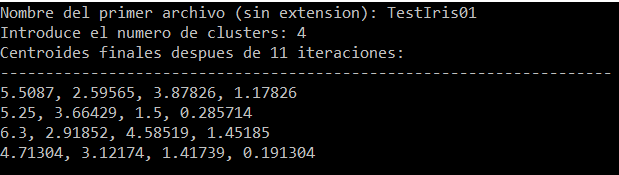 Nombre del primer archivo (sin extension): TestIris01
Introduce el numero de clusters: 4
Centroides finales despues de 11 iteraciones:
-------------------------------------------------------------------
5.5087, 2.59565, 3.87826, 1.17826
5.25, 3.66429, 1.5, 0.285714
6.3, 2.91852, 4.58519, 1.45185
4.71304, 3.12174, 1.41739, 0.191304